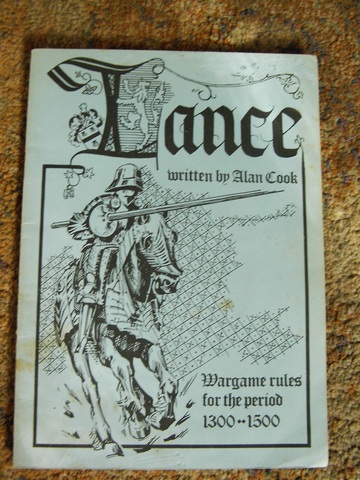 Lance
written by Alan Cook
Wargame rules
for the period
1300↔1500